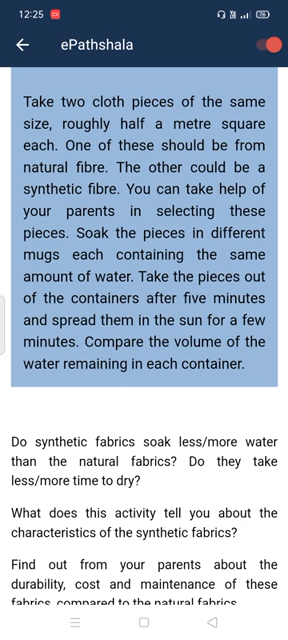 12:25
ePathshala
Take two cloth pieces of the same
size, roughly half a metre square
each. One of these should be from
natural fibre. The other could be a
synthetic fibre. You can take help of
your parents in selecting these
pieces. Soak the pieces in different
mugs each containing the same
amount of water. Take the pieces out
of the containers after five minutes
and spread them in the sun for a few
minutes. Compare the volume of the
water remaining in each container.
Do synthetic fabrics soak less/more water
than the natural fabrics? Do they take
less/more time to dry?
What does this activity tell you about the
characteristics of the synthetic fabrics?
Find out from your parents about the
durability, cost and maintenance of these
fabrics, compared to the natural fabrics.